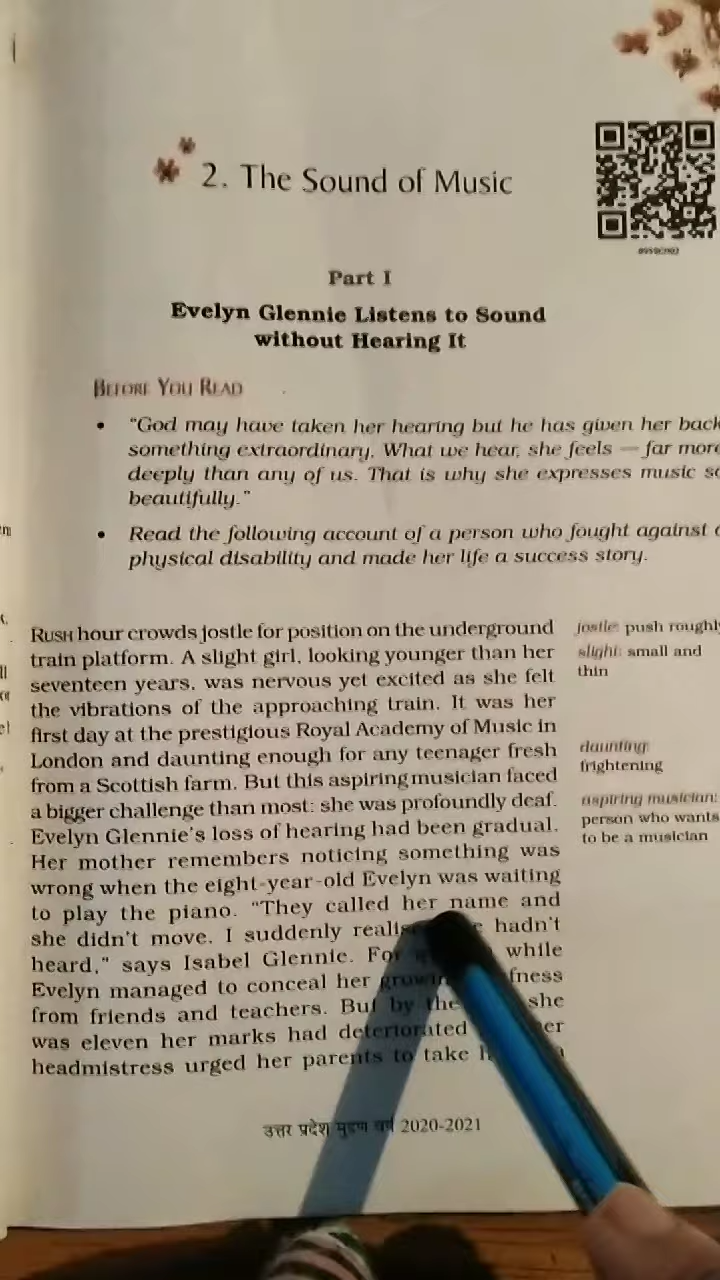 2. The Sound of Music
Part I
Evelyn Glennie Listens to Sound
without Hearing It
BEFORE YOU READ
• "God may have taken her hearing but he has given her back
something extraordinary. What we hear, she feels — far more
deeply than any of us. That is why she expresses music so
beautifully."
• Read the following account of a person who fought against
physical disability and made her life a success story.
RUSH hour crowds jostle for position on the underground
train platform. A slight girl, looking younger than her
seventeen years, was nervous yet excited as she felt
the vibrations of the approaching train. It was her
first day at the prestigious Royal Academy of Music in
London and daunting enough for any teenager fresh
from a Scottish farm. But this aspiring musician faced
a bigger challenge than most: she was profoundly deaf.
Evelyn Glennie's loss of hearing had been gradual.
Her mother remembers noticing something was
wrong when the eight-year-old Evelyn was waiting
to play the piano. "They called her name and
she didn't move. I suddenly hadn't
heard," says Isabel Glennie. while
Evelyn managed to conceal her
from friends and teachers. But by the she
was eleven her marks had deteriorated
headmistress urged her parents to take
jostle: push roughly
slight: small and
thin
daunting:
frightening
aspiring musician:
person who wants
to be a musician
उत्तर प्रदेश मुद्रण वर्ष 2020-2021